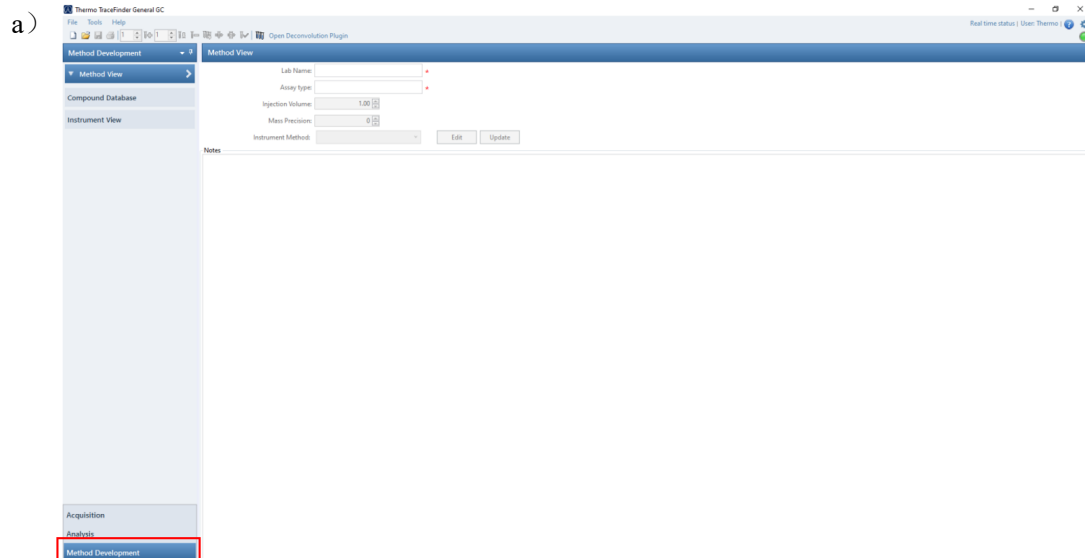 a）
Thermo TraceFinder General GC
File Tools Help
Real time status | User: Thermo |
1 1 Open Deconvolution Plugin
Method Development
Method View
Method View
Compound Database
Instrument View
Lab Name: *
Assay type: *
Injection Volume: 1.00
Mass Precision: 0
Instrument Method: Edit Update
Notes
Acquisition
Analysis
Method Development